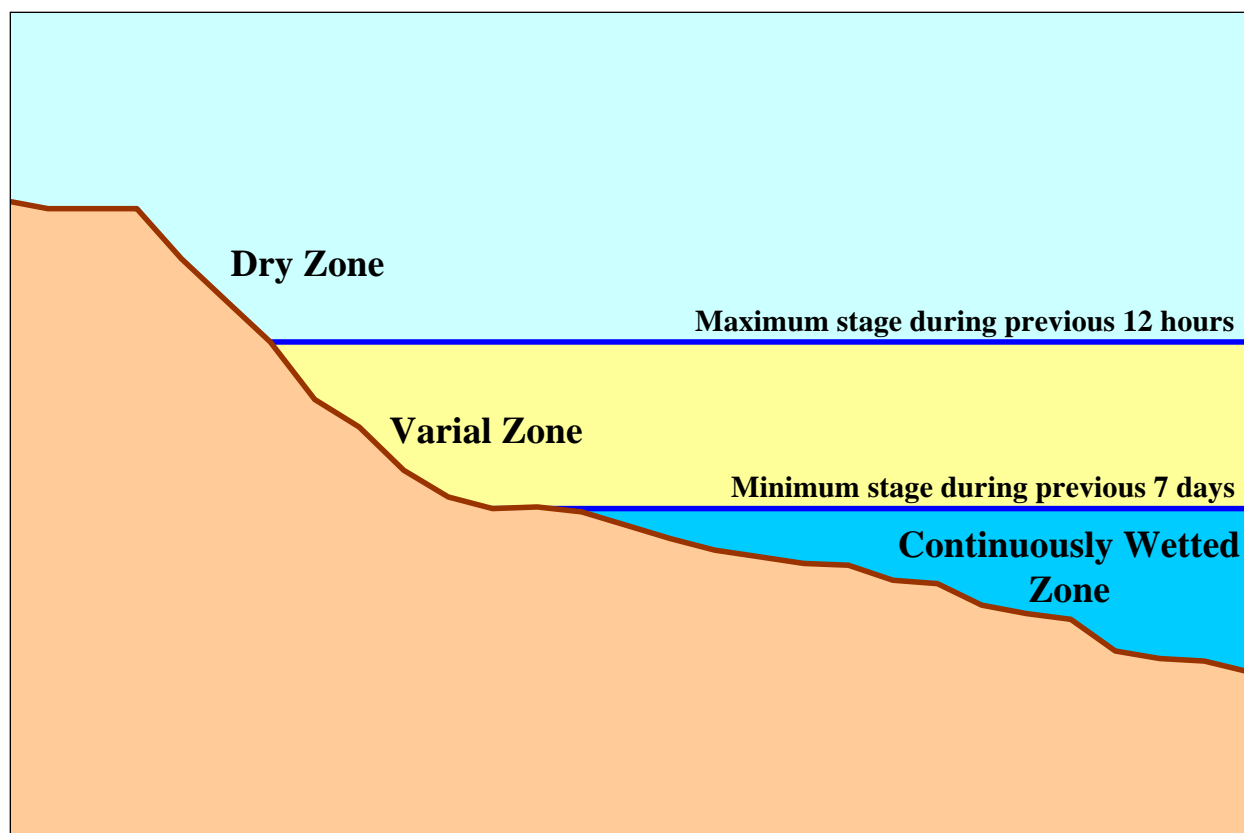 Dry Zone
Maximum stage during previous 12 hours
Varial Zone
Minimum stage during previous 7 days
Continuously Wetted
Zone